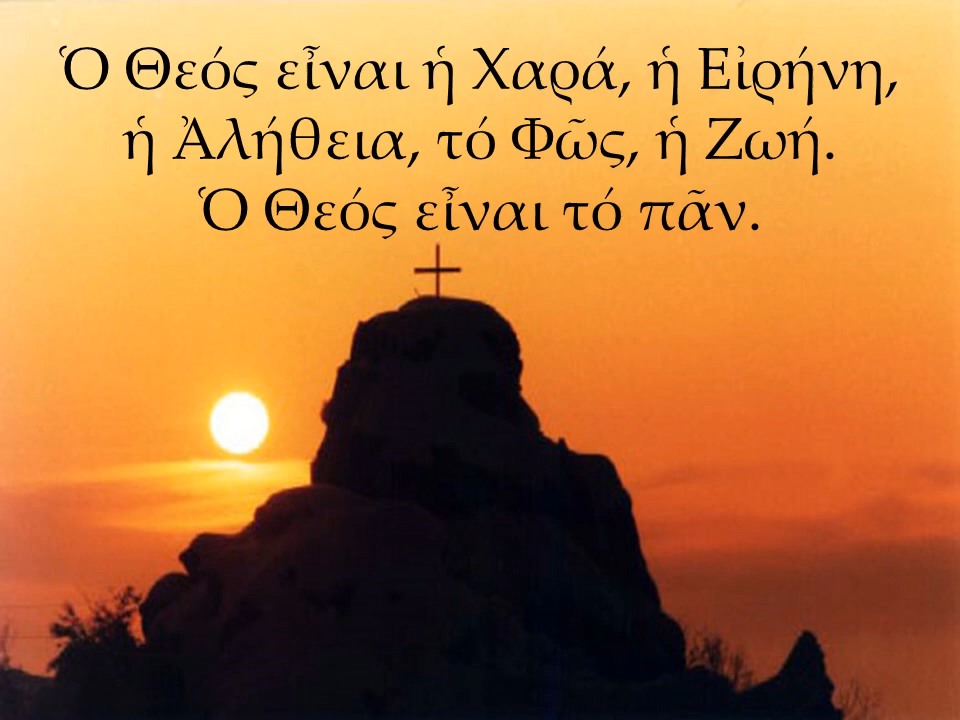 Ὁ Θεός εἶναι ἡ Χαρά, ἡ Εἰρήνη,
ἡ Ἀλήθεια, τό Φῶς, ἡ Ζωή.
Ὁ Θεός εἶναι τό πᾶν.